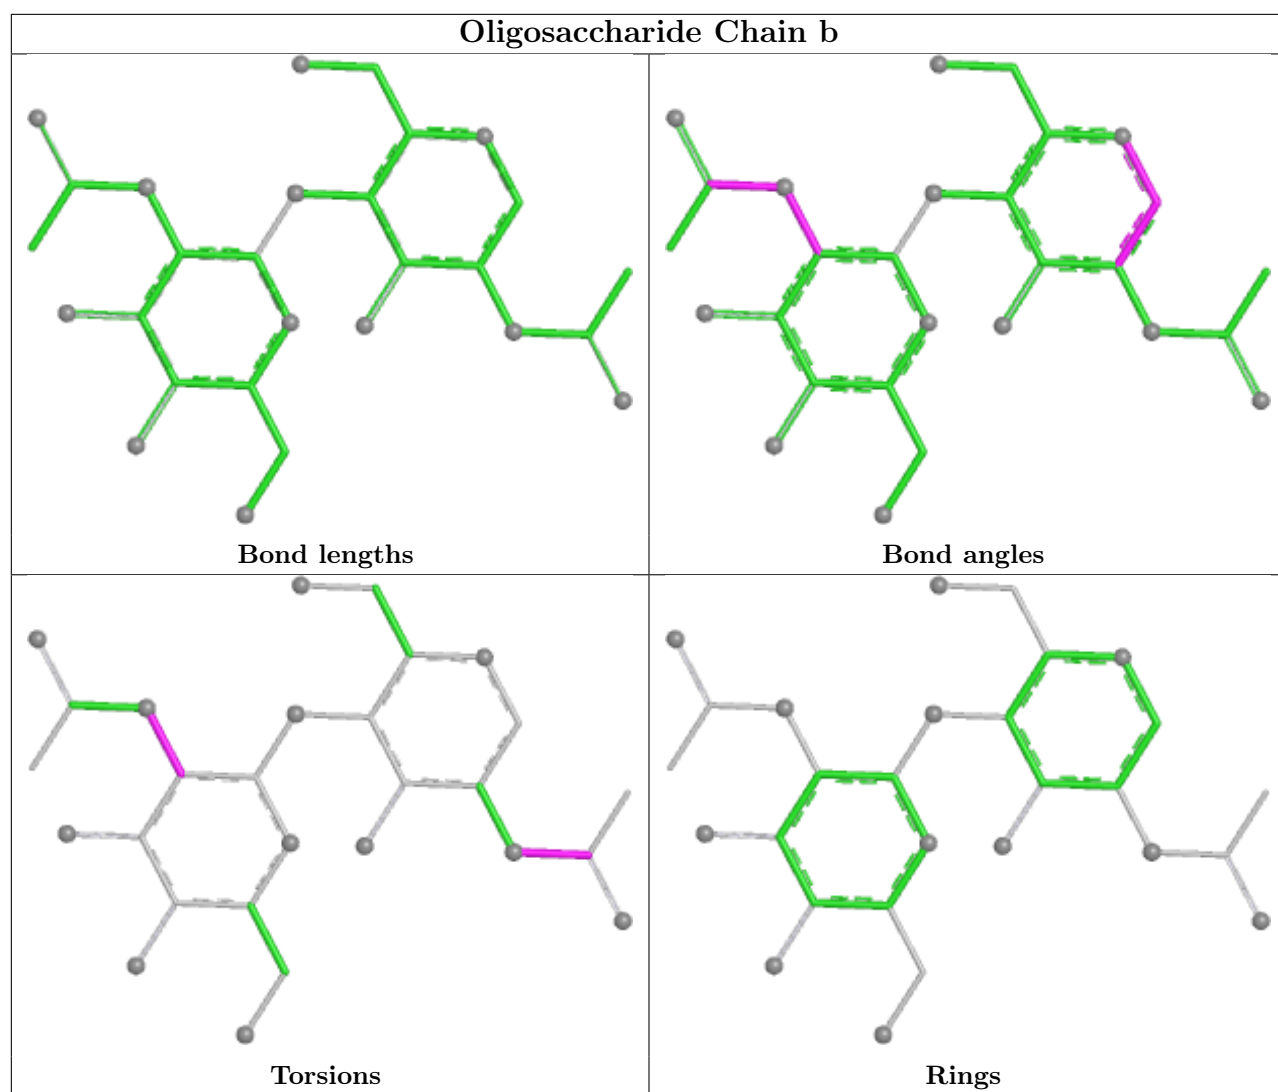 Oligosaccharide Chain b
Bond lengths
Bond angles
Torsions
Rings